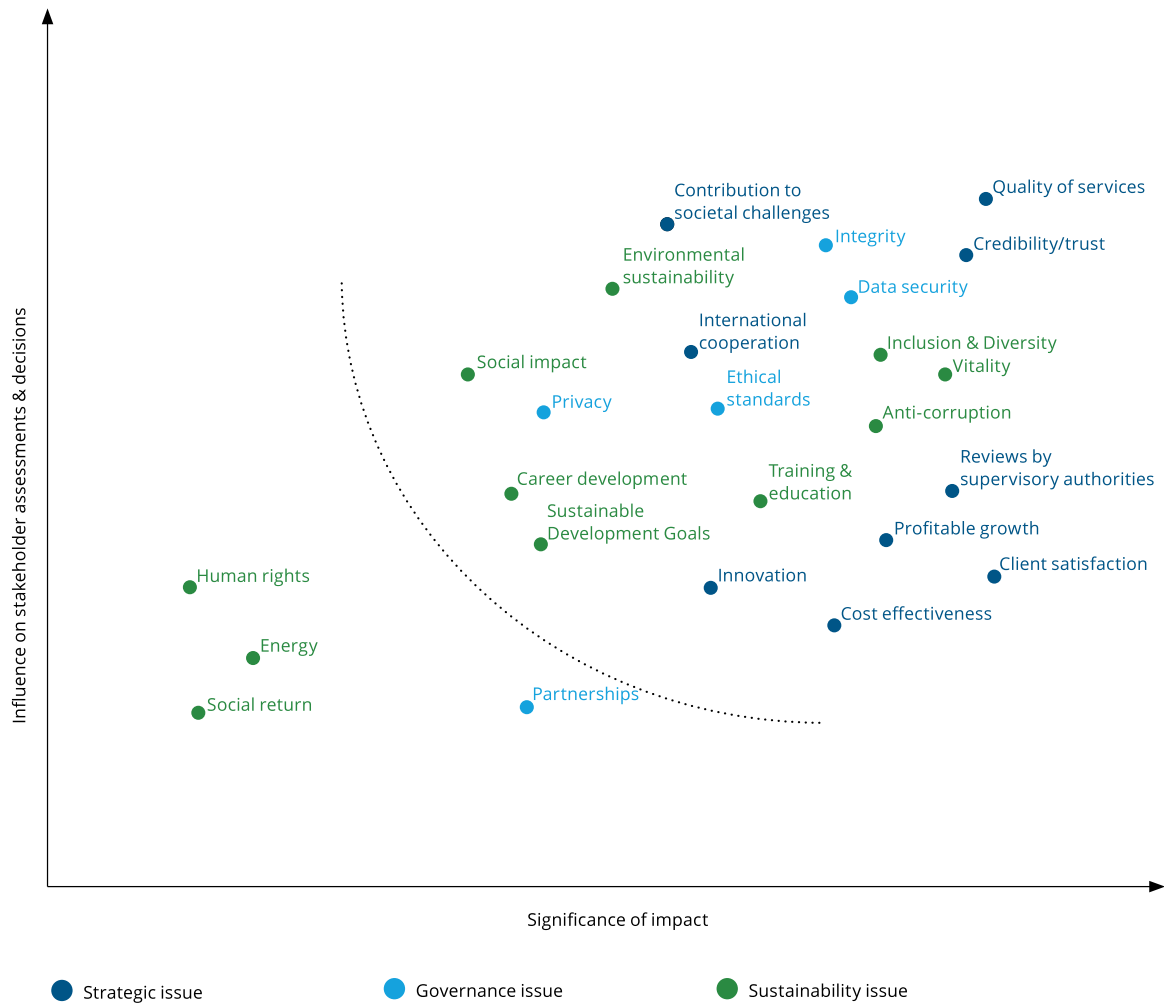 Quality of services
Contribution to
societal challenges
Integrity
Credibility/trust
Environmental
sustainability
Data security
International
cooperation
Inclusion & Diversity
Vitality
Social impact
Ethical
standards
Privacy
Anti-corruption
Reviews by
supervisory authorities
Training &
education
Career development
Sustainable
Development Goals
Profitable growth
Client satisfaction
Human rights
Innovation
Cost effectiveness
Energy
Partnerships
Social return
Influence on stakeholder assessments & decisions
Significance of impact
Strategic issue
Governance issue
Sustainability issue